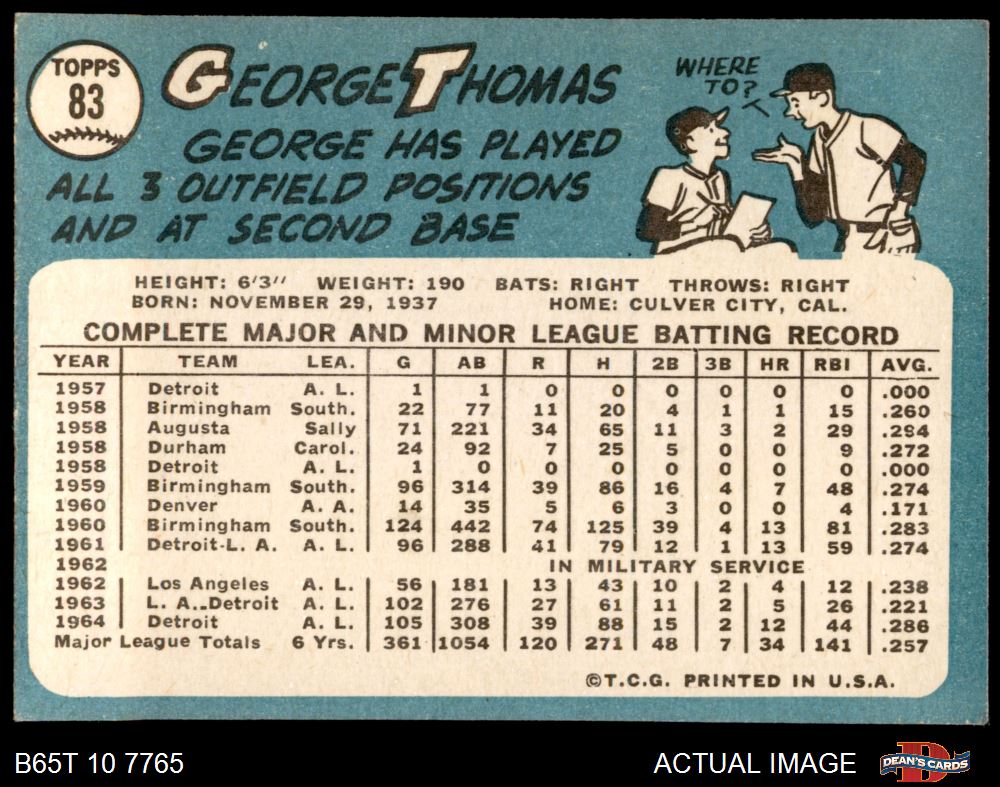 TOPPS
83
GEORGE THOMAS
GEORGE HAS PLAYED
ALL 3 OUTFIELD POSITIONS
AND AT SECOND BASE
WHERE
TO?
HEIGHT: 6'3" WEIGHT: 190 BATS: RIGHT THROWS: RIGHT
BORN: NOVEMBER 29, 1937 HOME: CULVER CITY, CAL.
COMPLETE MAJOR AND MINOR LEAGUE BATTING RECORD
YEAR TEAM LEA. G AB R H 2B 3B HR RBI AVG.
1957 Detroit A. L. 1 1 0 0 0 0 0 0 .000
1958 Birmingham South. 22 77 11 20 4 1 1 15 .260
1958 Augusta Sally 71 221 34 65 11 3 2 29 .294
1958 Durham Carol. 24 92 7 25 5 0 0 9 .272
1958 Detroit A. L. 1 0 0 0 0 0 0 0 .000
1959 Birmingham South. 96 314 39 86 16 4 7 48 .274
1960 Denver A. A. 14 35 5 6 3 0 0 4 .171
1960 Birmingham South. 124 442 74 125 39 4 13 81 .283
1961 Detroit-L. A. A. L. 96 288 41 79 12 1 13 59 .274
1962 IN MILITARY SERVICE
1962 Los Angeles A. L. 56 181 13 43 10 2 4 12 .238
1963 L. A.-Detroit A. L. 102 276 27 61 11 2 5 26 .221
1964 Detroit A. L. 105 308 39 88 15 2 12 44 .286
Major League Totals 6 Yrs. 361 1054 120 271 48 7 34 141 .257
©T.C.G. PRINTED IN U.S.A.
B65T 10 7765
ACTUAL IMAGE
D
DEAN'S CARDS